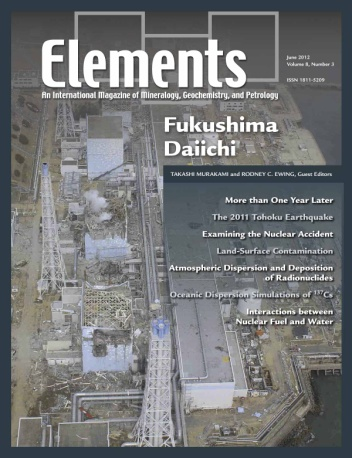 Elements
An International Magazine of Mineralogy, Geochemistry, and Petrology
June 2012
Volume 8, Number 3
ISSN 1811-5209
Fukushima
Daiichi
TAKASHI MURAKAMI and RODNEY C. EWING, Guest Editors
More than One Year Later
The 2011 Tohoku Earthquake
Examining the Nuclear Accident
Land-Surface Contamination
Atmospheric Dispersion and Deposition
of Radionuclides
Oceanic Dispersion Simulations of ¹³⁷Cs
Interactions between
Nuclear Fuel and Water